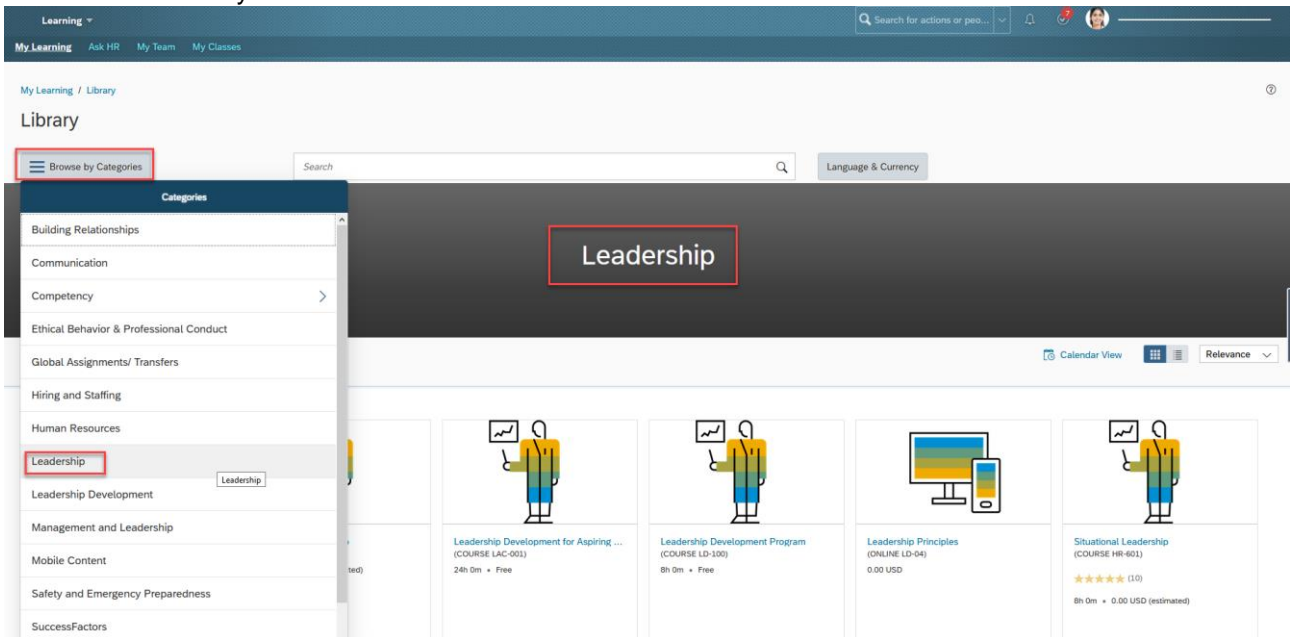 Learning
Search for actions or peo...
7
My Learning Ask HR My Team My Classes
My Learning / Library
Library
Browse by Categories
Search
Language & Currency
Categories
Building Relationships
Communication
Competency
Ethical Behavior & Professional Conduct
Global Assignments/ Transfers
Hiring and Staffing
Human Resources
Leadership
Leadership
Leadership Development
Management and Leadership
Mobile Content
Safety and Emergency Preparedness
SuccessFactors
Leadership
Calendar View
Relevance
ted)
Leadership Development for Aspiring ...
(COURSE LAC-001)
24h 0m • Free
Leadership Development Program
(COURSE LD-100)
8h 0m • Free
Leadership Principles
(ONLINE LD-04)
0.00 USD
Situational Leadership
(COURSE HR-601)
(10)
8h 0m • 0.00 USD (estimated)